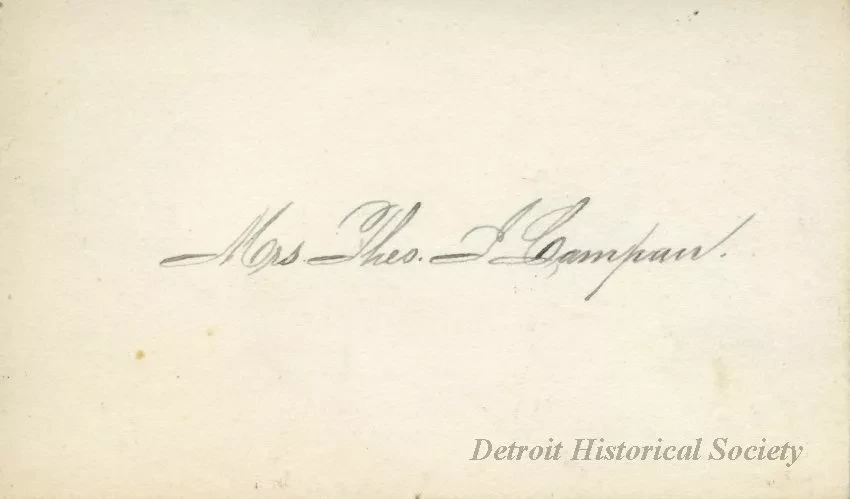 Mrs. Theo. J Campau.
Detroit Historical Society